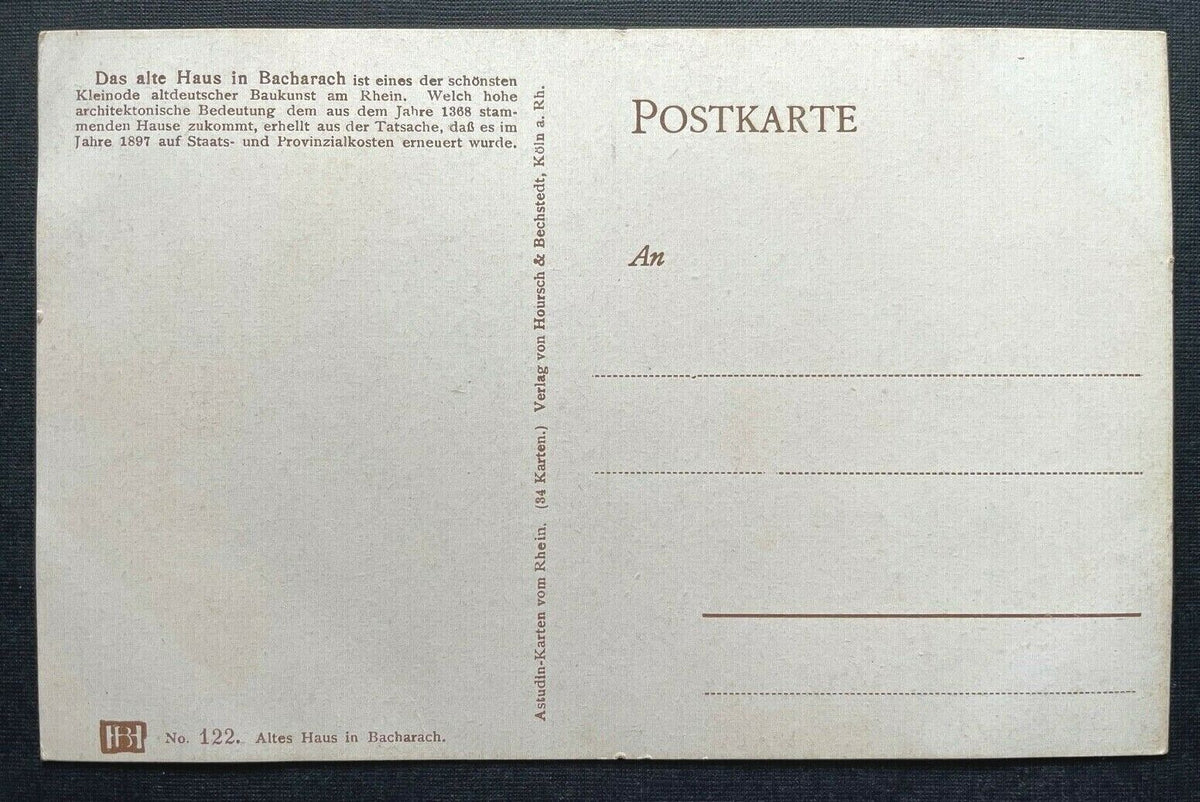 Das alte Haus in Bacharach ist eines der schönsten
Kleinode altdeutscher Baukunst am Rhein. Welch hohe
architektonische Bedeutung dem aus dem Jahre 1368 stam-
menden Hause zukommt, erhellt aus der Tatsache, daß es im
Jahre 1897 auf Staats- und Provinzialkosten erneuert wurde.
Astudin-Karten vom Rhein. (34 Karten.) Verlag von Hoursch & Bechstedt, Köln a. Rh.
POSTKARTE
An
HBH No. 122. Altes Haus in Bacharach.